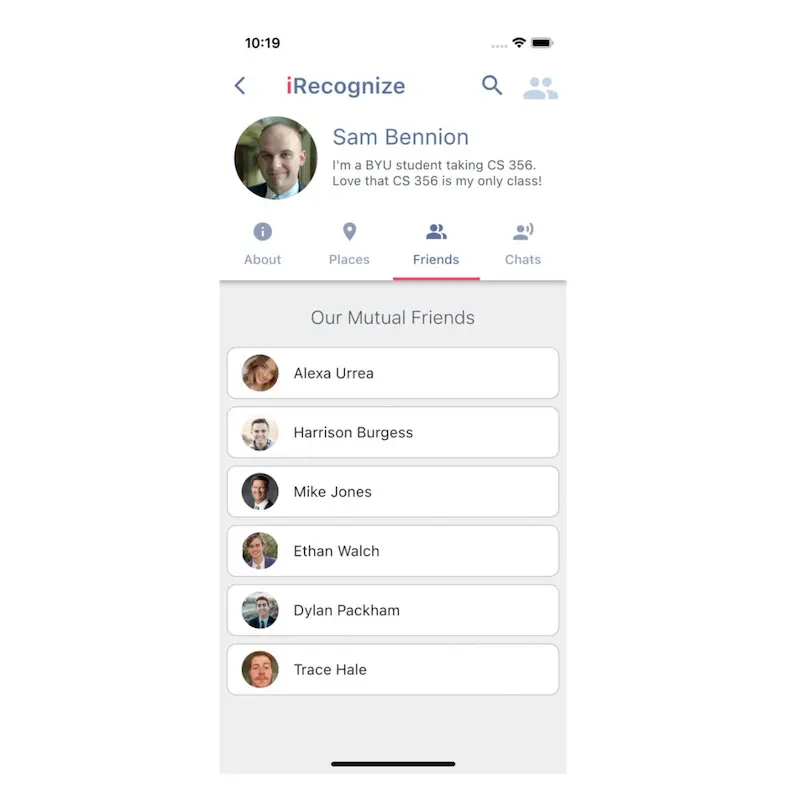 10:19
iRecognize
Sam Bennion
I'm a BYU student taking CS 356.
Love that CS 356 is my only class!
About Places Friends Chats
Our Mutual Friends
Alexa Urrea
Harrison Burgess
Mike Jones
Ethan Walch
Dylan Packham
Trace Hale